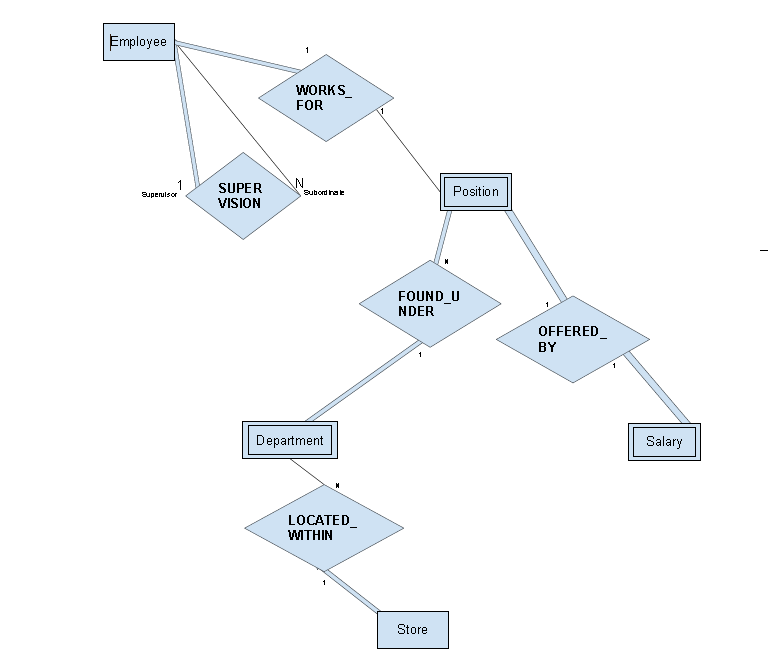 Employee
1
WORKS_
FOR
1
1
N
Supervisor
Subordinate
SUPER
VISION
Position
N
FOUND_U
NDER
1
1
OFFERED_
BY
1
Department
Salary
N
LOCATED_
WITHIN
1
Store